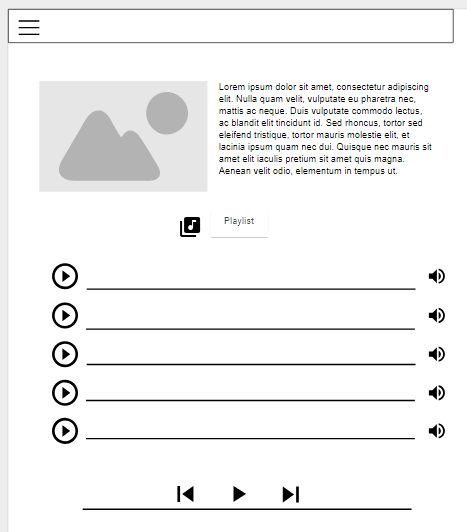 Lorem ipsum dolor sit amet, consectetur adipiscing
elit. Nulla quam velit, vulputate eu pharetra nec,
mattis ac neque. Duis vulputate commodo lectus,
ac blandit elit tincidunt id. Sed rhoncus, tortor sed
eleifend tristique, tortor mauris molestie elit, et
lacinia ipsum quam nec dui. Quisque nec mauris sit
amet elit iaculis pretium sit amet quis magna.
Aenean velit odio, elementum in tempus ut.
Playlist